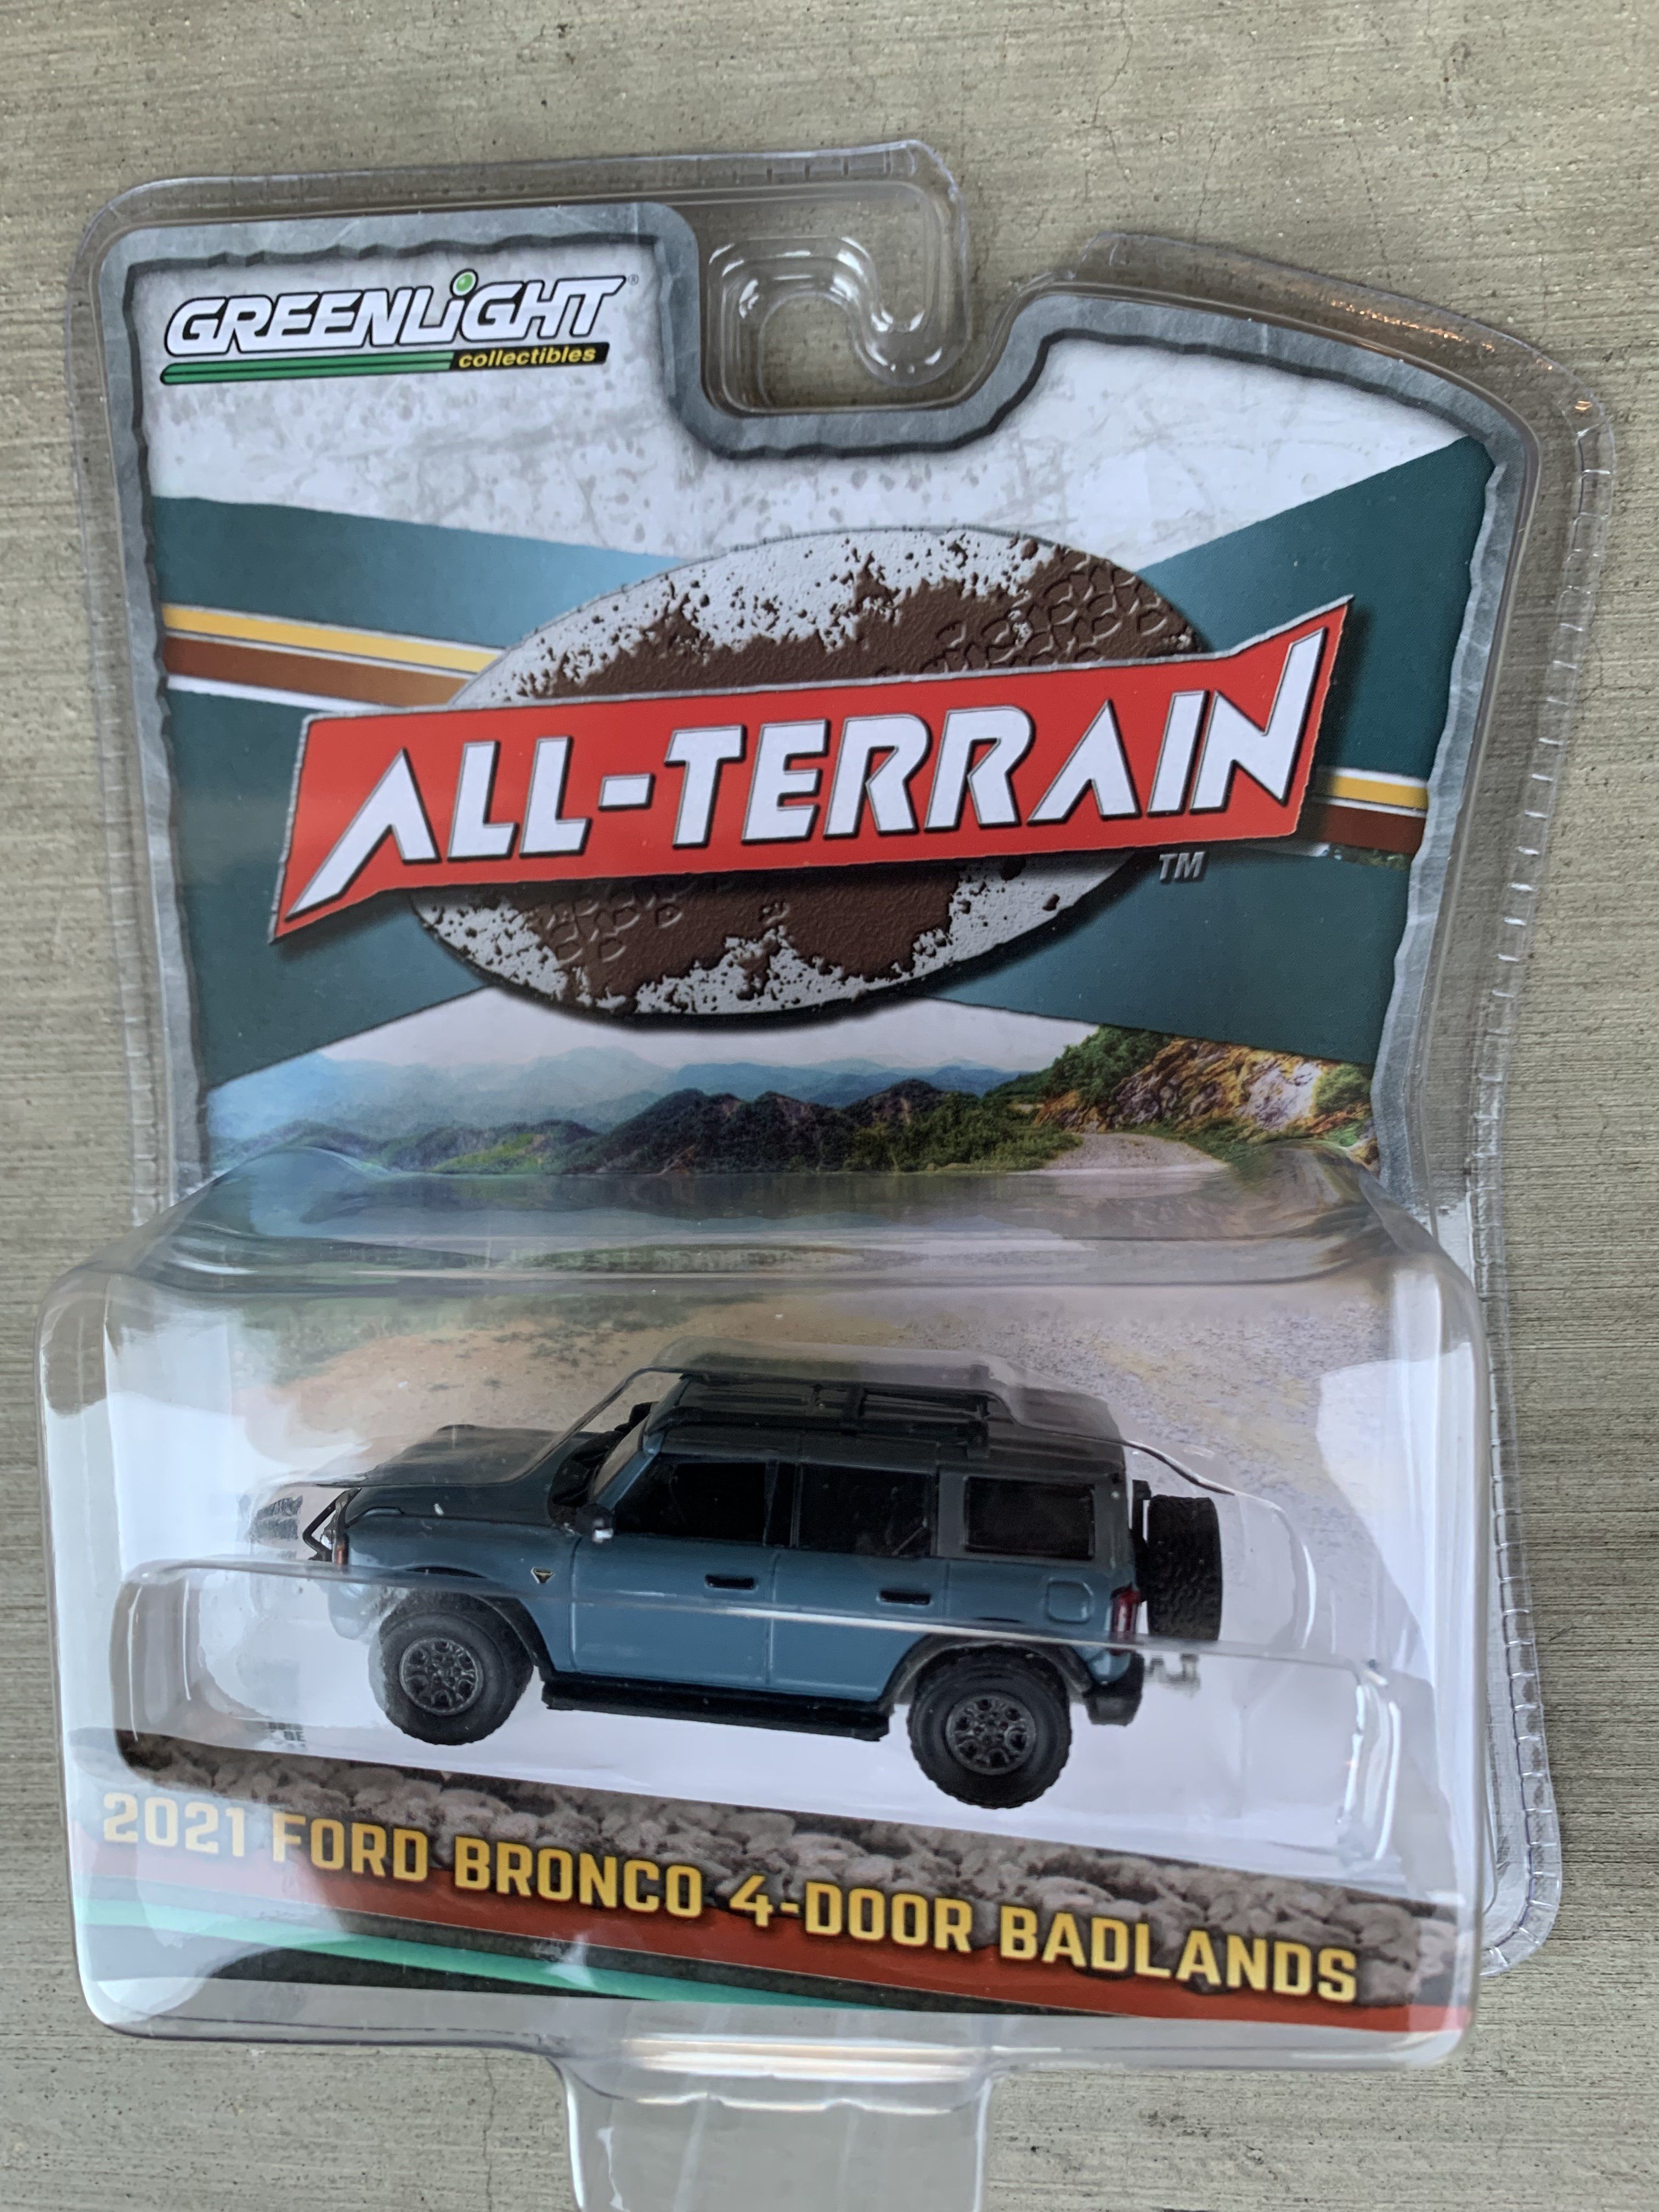 GREENLiGHT®
collectibles
ALL-TERRAIN
TM
2021 FORD BRONCO 4-DOOR BADLANDS